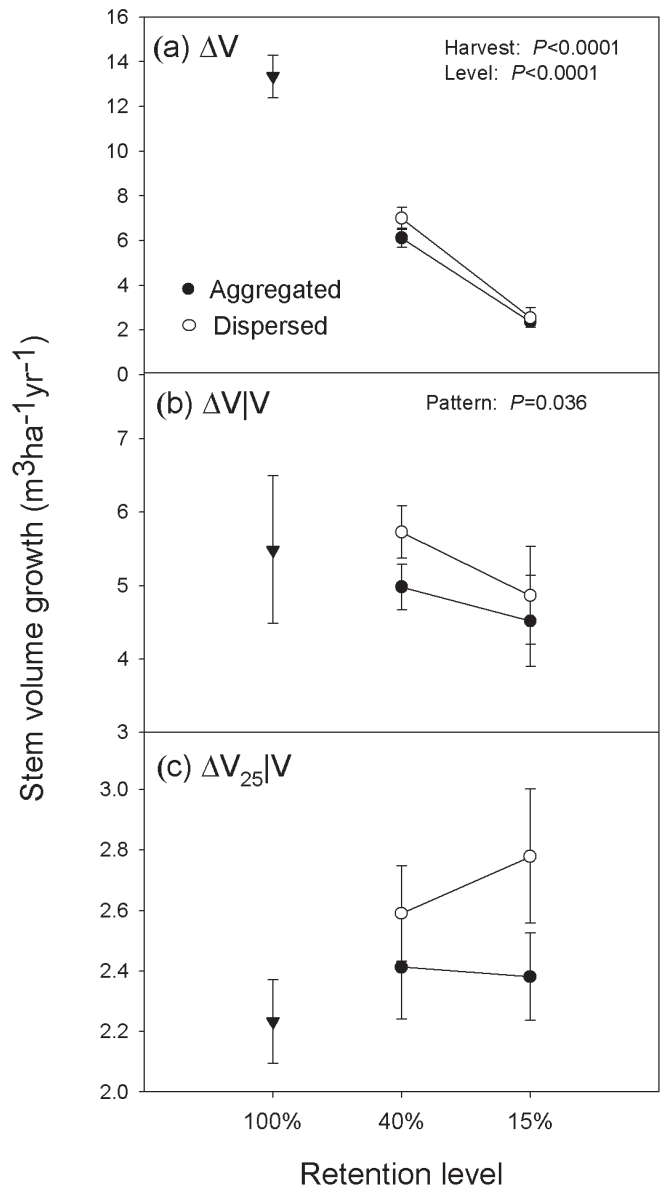 (a) ΔV
Harvest: P<0.0001
Level: P<0.0001
Aggregated
Dispersed
16
14
12
10
8
6
4
2
0
(b) ΔV|V
Pattern: P=0.036
7
6
5
4
3
(c) ΔV₂₅|V
3.0
2.8
2.6
2.4
2.2
2.0
Stem volume growth (m³ha⁻¹yr⁻¹)
100% 40% 15%
Retention level